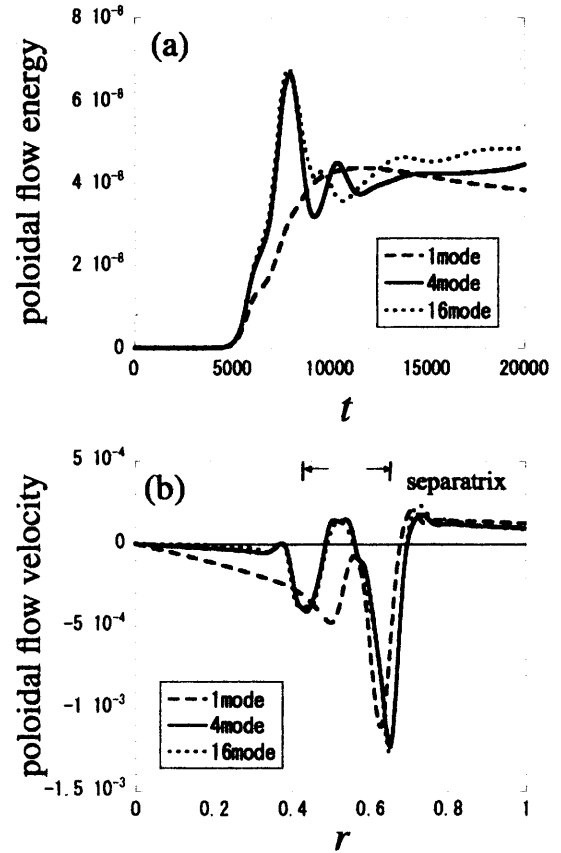 (a)
poloidal flow energy
8 10⁻⁸
6 10⁻⁸
4 10⁻⁸
2 10⁻⁸
0
0 5000 10000 15000 20000
t
1mode
4mode
16mode
(b)
separatrix
poloidal flow velocity
5 10⁻⁴
0
-5 10⁻⁴
-1 10⁻³
-1.5 10⁻³
0 0.2 0.4 0.6 0.8 1
r
1mode
4mode
16mode